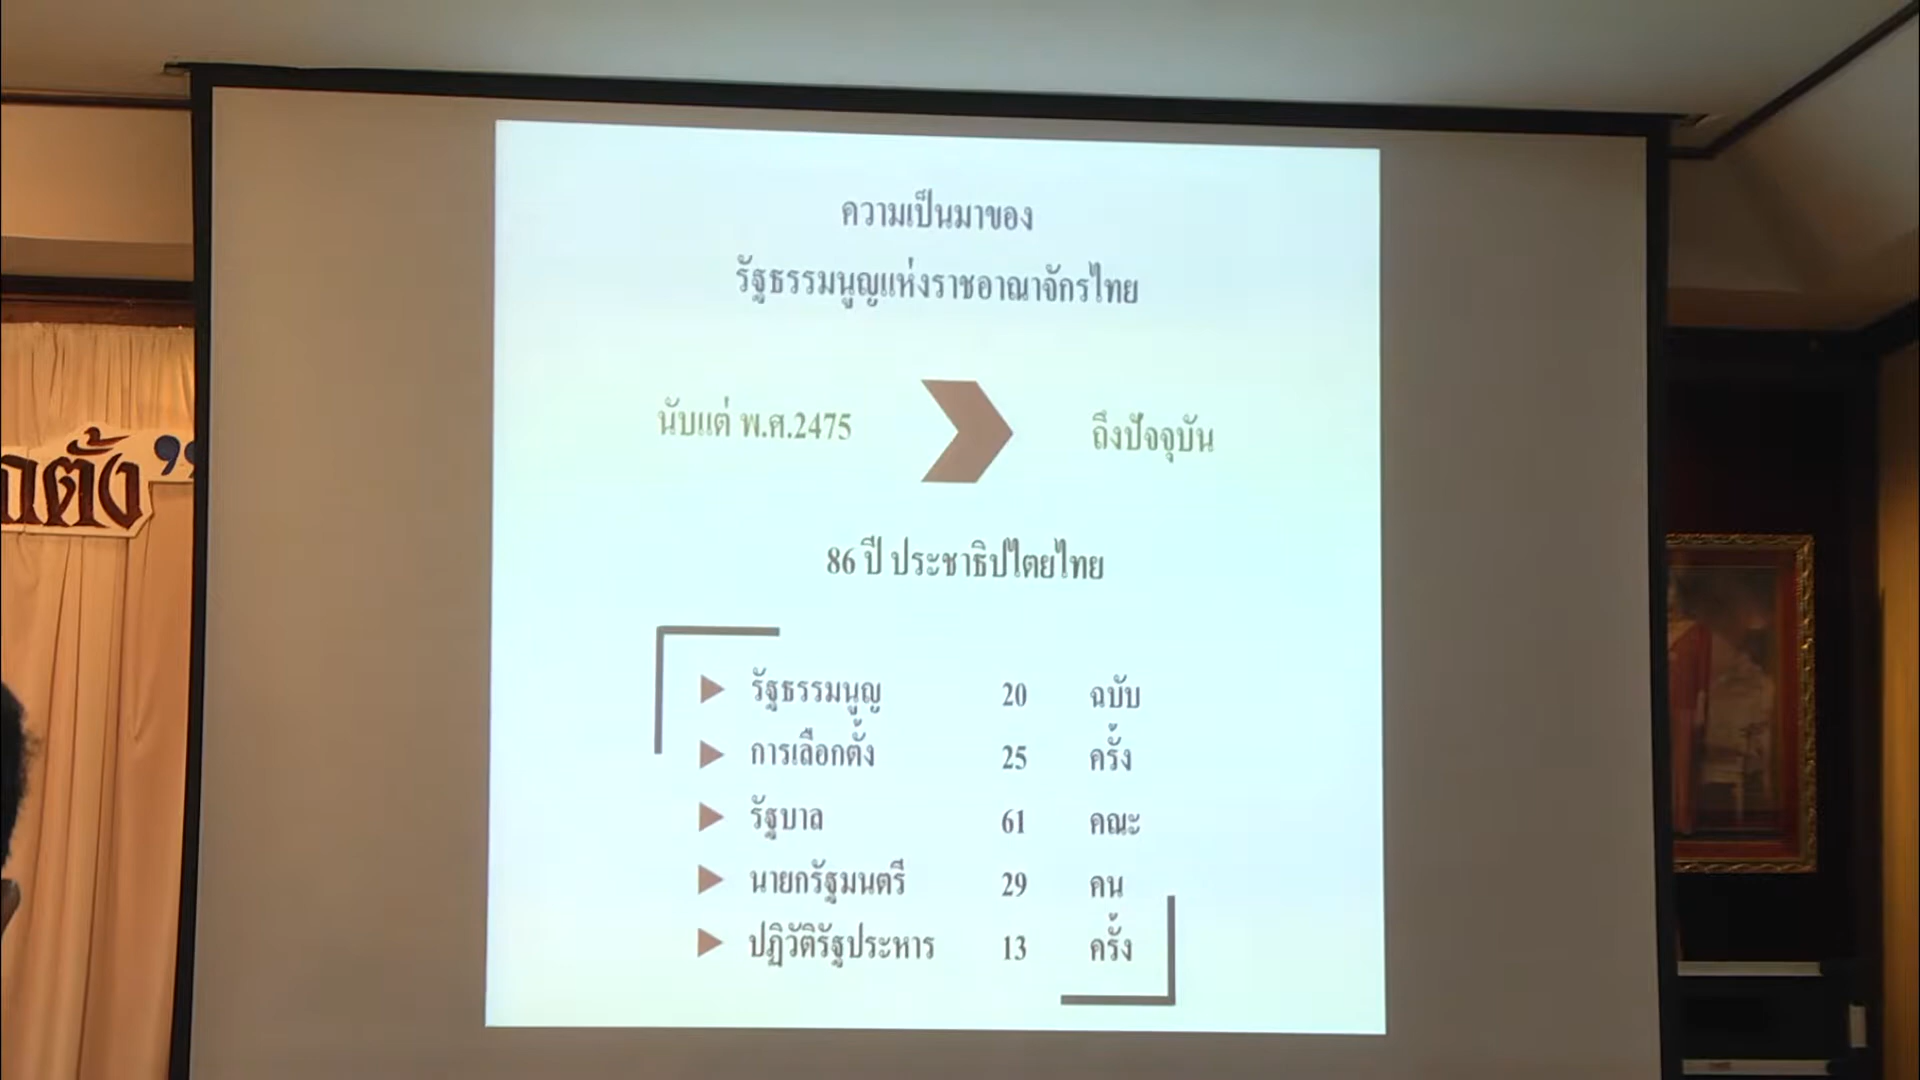 ความเป็นมาของ
รัฐธรรมนูญแห่งราชอาณาจักรไทย
นับแต่ พ.ศ.2475 ถึงปัจจุบัน
86 ปี ประชาธิปไตยไทย
รัฐธรรมนูญ 20 ฉบับ
การเลือกตั้ง 25 ครั้ง
รัฐบาล 61 คณะ
นายกรัฐมนตรี 29 คน
ปฏิวัติรัฐประหาร 13 ครั้ง
กตั้ง”